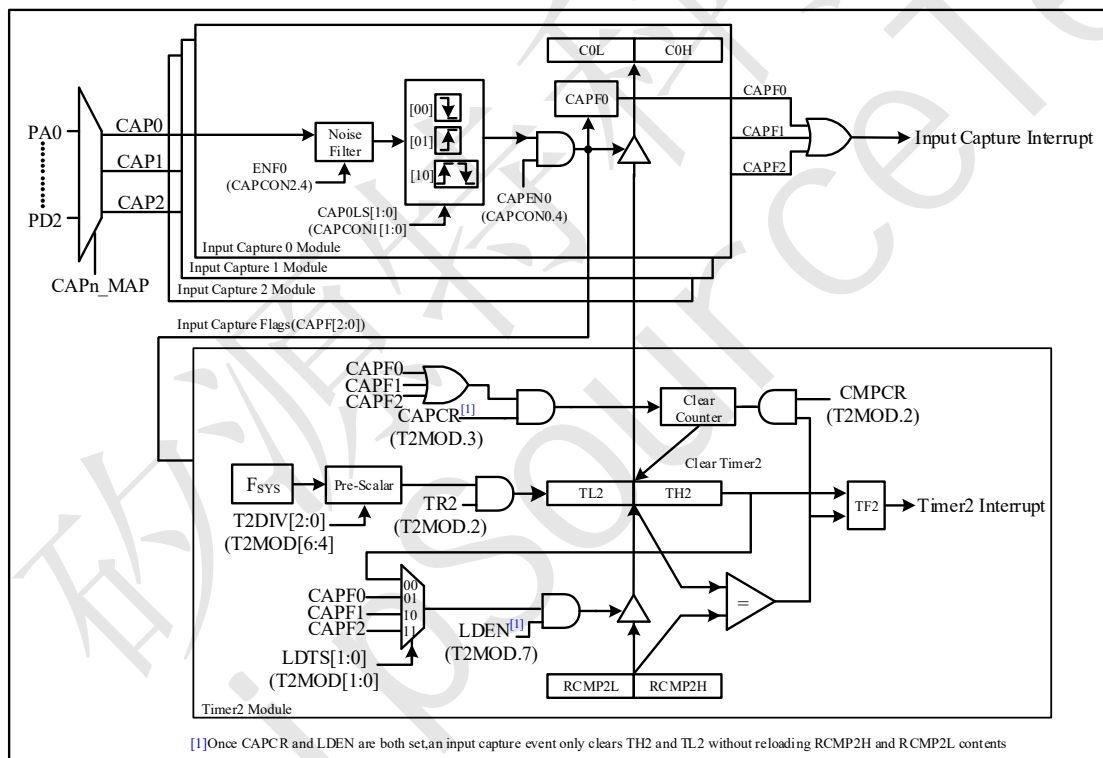 C0L C0H
CAPF0
CAPF0
[00]
PA0
CAP0
Noise
Filter
[01]
CAPF1
Input Capture Interrupt
CAP1
[10]
CAPF2
ENF0
(CAPCON2.4)
CAPEN0
(CAPCON0.4)
PD2
CAP2
CAP0LS[1:0]
(CAPCON1[1:0]
Input Capture 0 Module
Input Capture 1 Module
CAPn_MAP
Input Capture 2 Module
Input Capture Flags(CAPF[2:0])
CAPF0
CAPF1
CAPF2
Clear
Counter
CMPCR
(T2MOD.2)
CAPCR[1]
(T2MOD.3)
Clear Timer2
FSYS
Pre-Scalar
TL2 TH2
TF2
Timer2 Interrupt
TR2
(T2MOD.2)
T2DIV[2:0]
(T2MOD[6:4]
00
CAPF0 01
CAPF1 10
CAPF2 11
=
LDEN[1]
(T2MOD.7)
LDTS[1:0]
(T2MOD[1:0]
RCMP2L RCMP2H
Timer2 Module
[1]Once CAPCR and LDEN are both set,an input capture event only clears TH2 and TL2 without reloading RCMP2H and RCMP2L contents